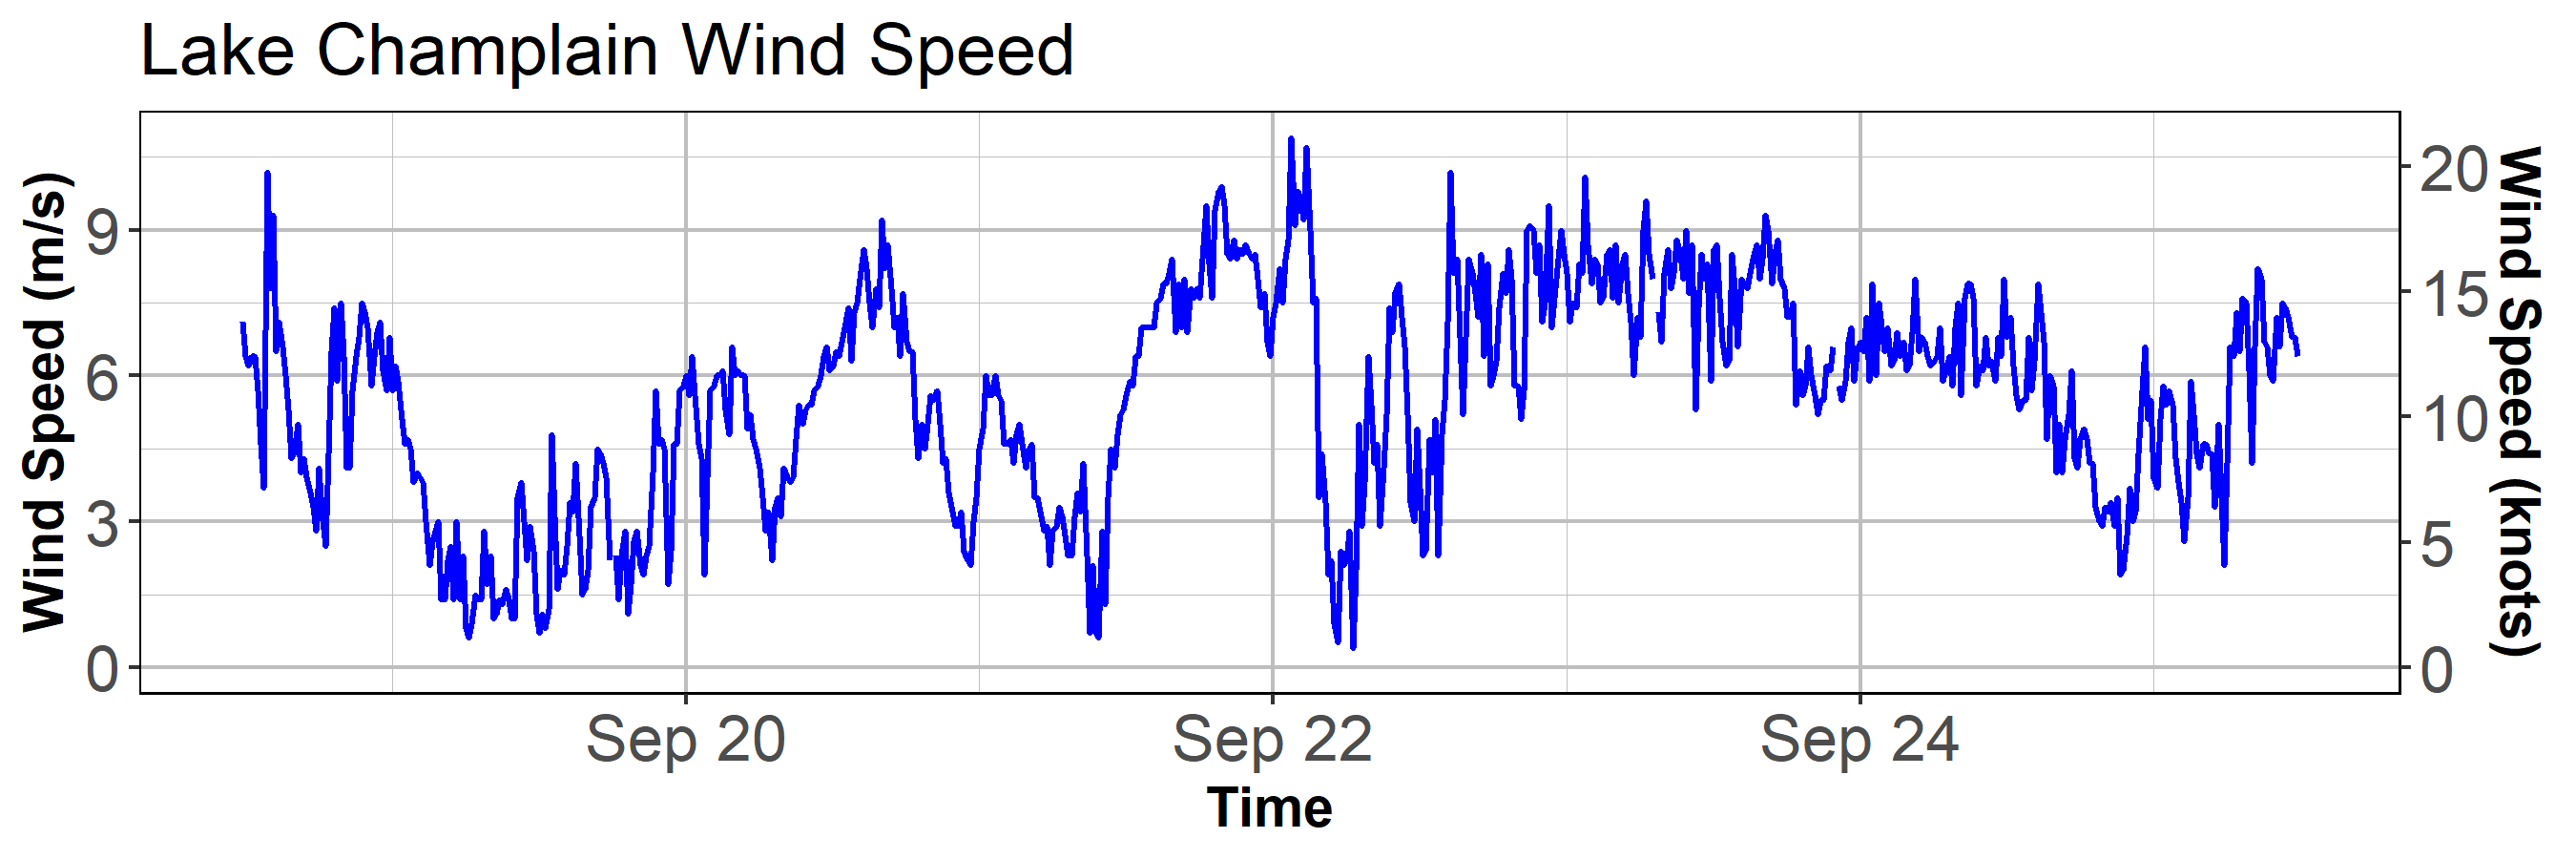 Lake Champlain Wind Speed
Wind Speed (m/s)
9
6
3
0
20
15
10
5
0
Wind Speed (knots)
Sep 20
Sep 22
Sep 24
Time